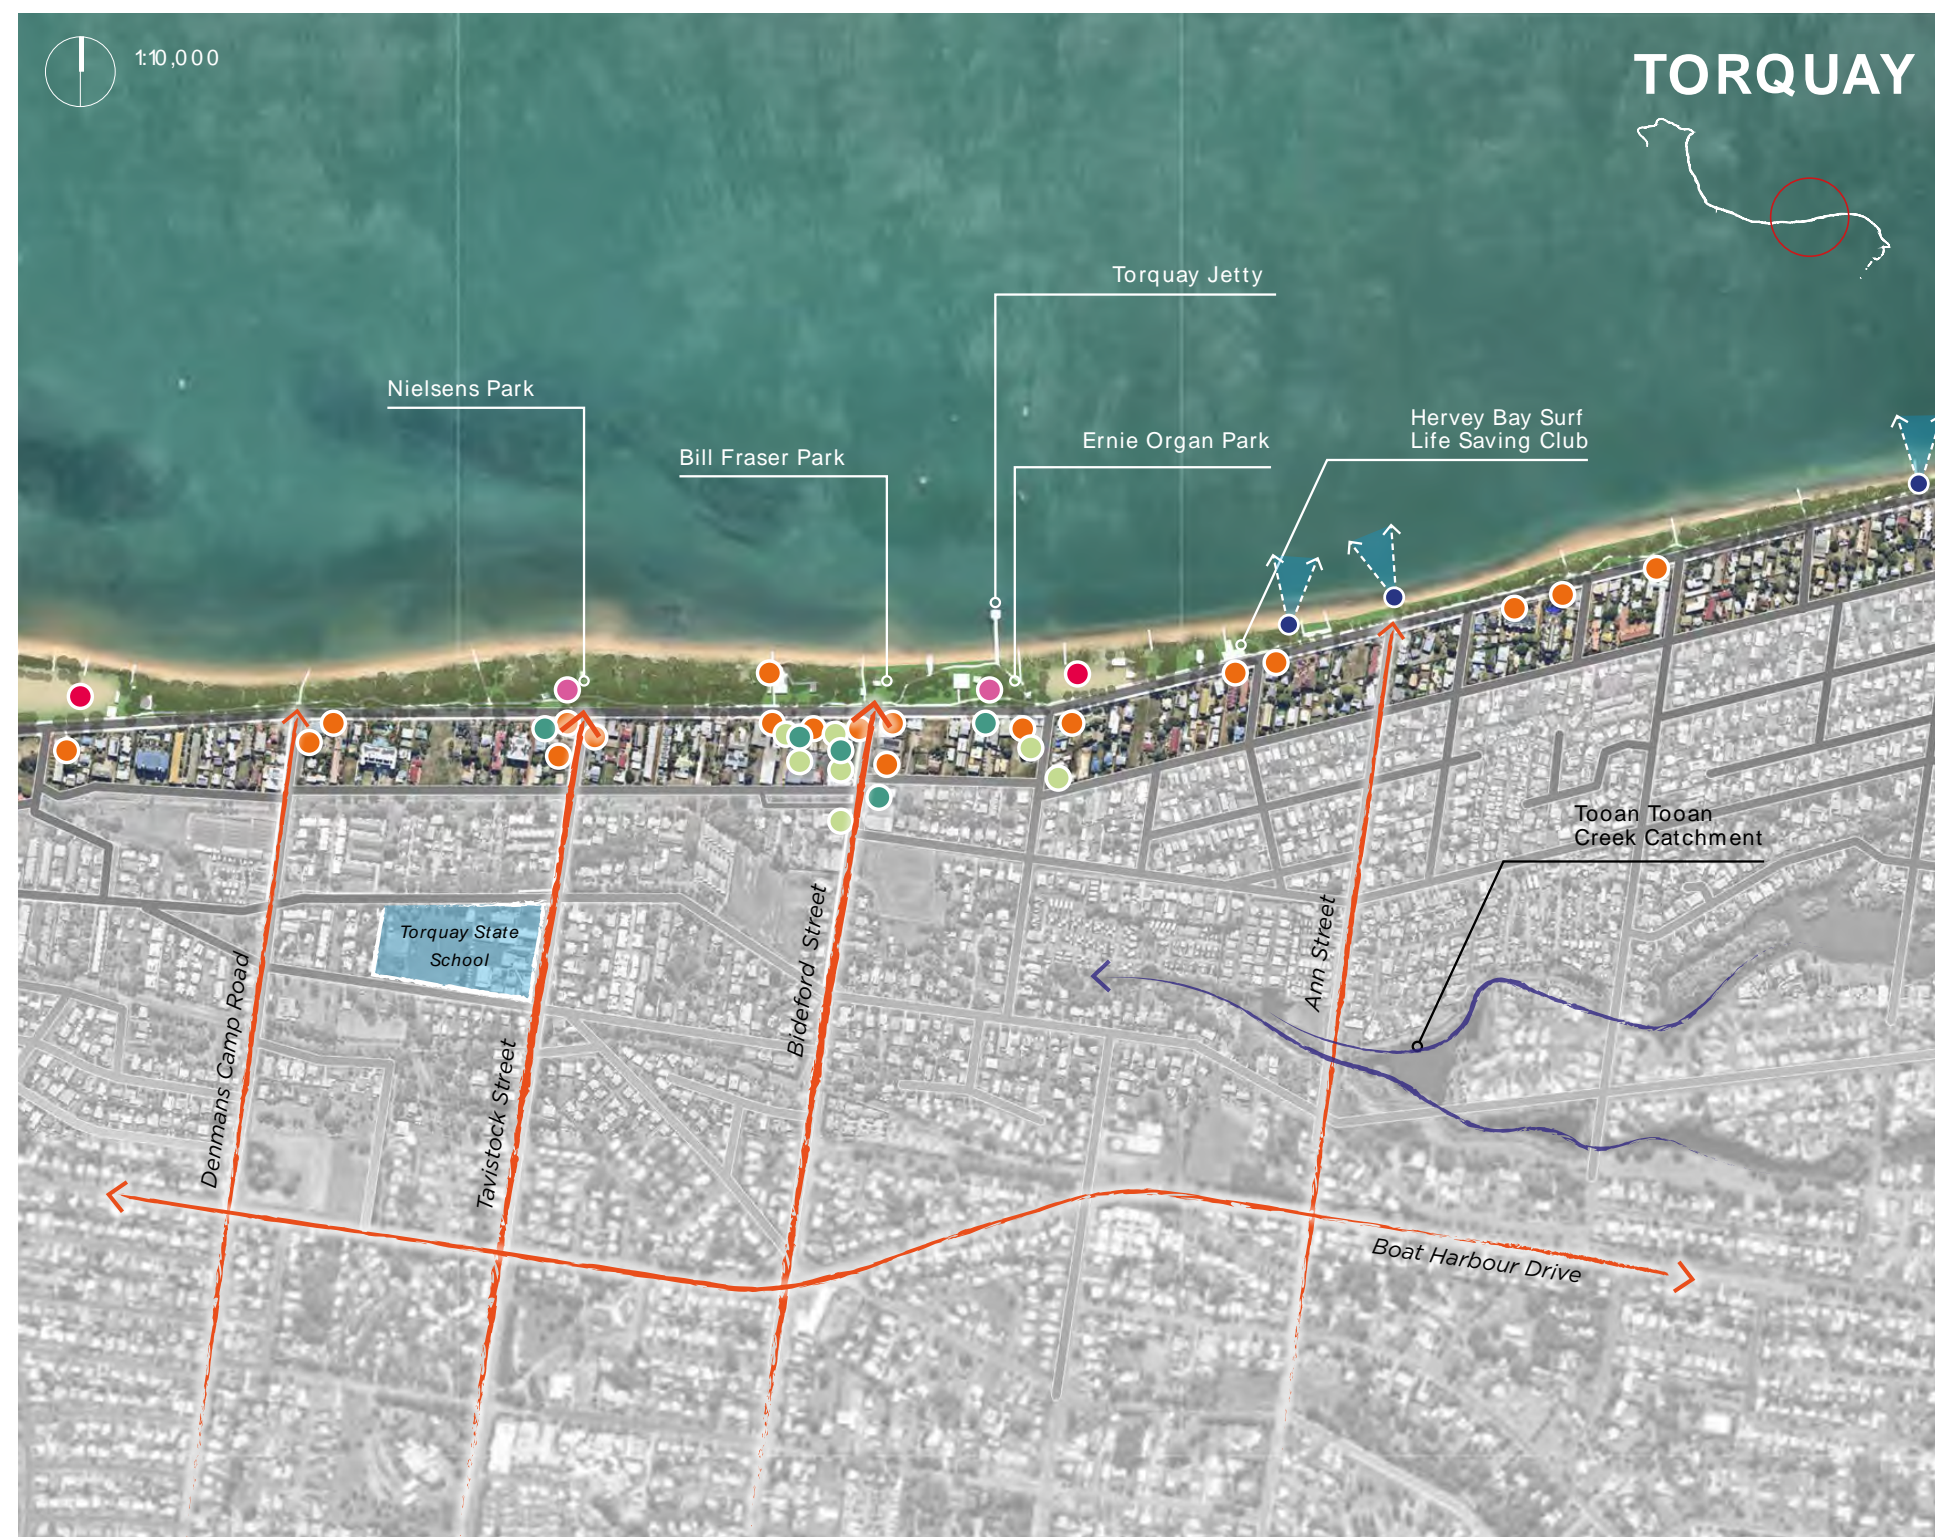 1:10,000
TORQUAY
Torquay Jetty
Nielsens Park
Bill Fraser Park
Ernie Organ Park
Hervey Bay Surf
Life Saving Club
Tooan Tooan
Creek Catchment
Torquay State
School
Denmans Camp Road
Tavistock Street
Bideford Street
Ann Street
Boat Harbour Drive